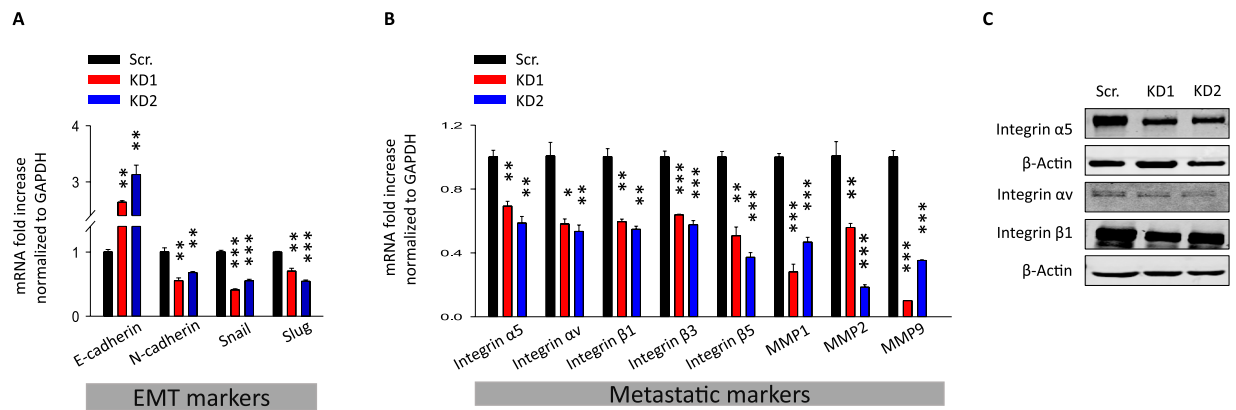 A
Scr.
KD1
KD2
mRNA fold increase
normalized to GAPDH
4
3
1
0
**
**
**
**
***
***
**
***
E-cadherin
N-cadherin
Snail
Slug
EMT markers
B
Scr.
KD1
KD2
mRNA fold increase
normalized to GAPDH
1.2
0.8
0.4
0.0
**
**
*
**
**
**
***
***
**
***
***
***
**
***
***
***
Integrin α5
Integrin αv
Integrin β1
Integrin β3
Integrin β5
MMP1
MMP2
MMP9
Metastatic markers
C
Scr. KD1 KD2
Integrin α5
β-Actin
Integrin αv
Integrin β1
β-Actin